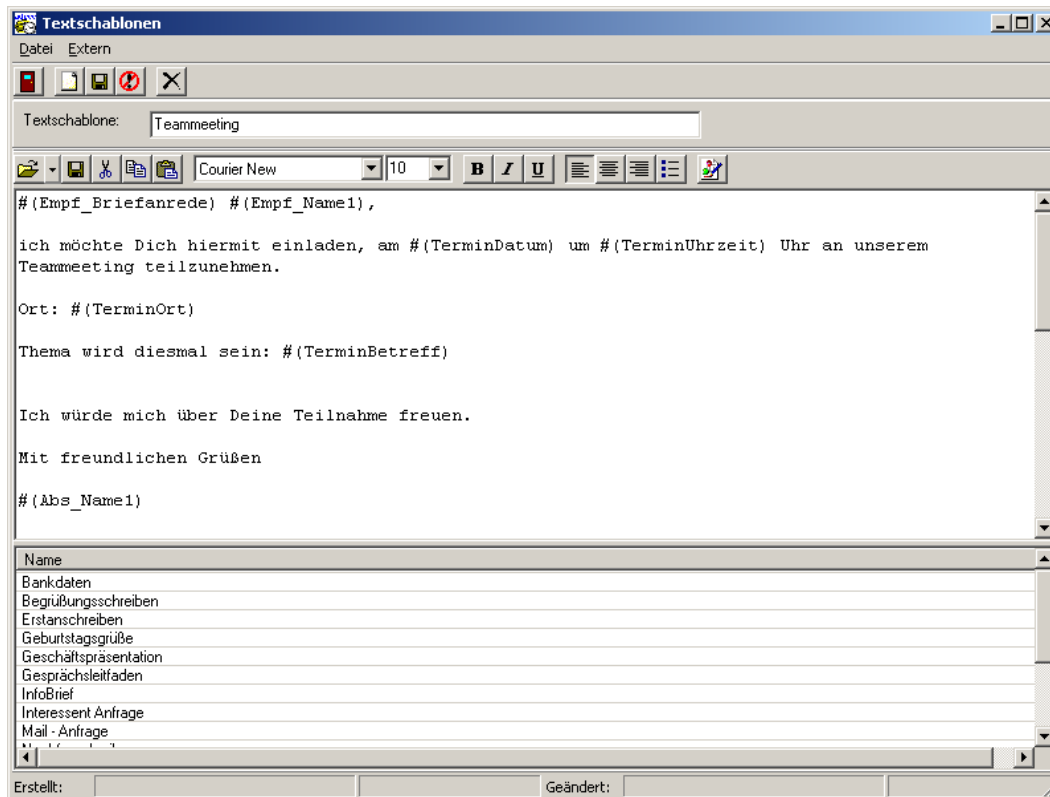 Textschablonen
Datei Extern
Textschablone: Teammeeting
Courier New 10 B I U
#(Empf_Briefanrede) #(Empf_Name1),
ich möchte Dich hiermit einladen, am #(TerminDatum) um #(TerminUhrzeit) Uhr an unserem
Teammeeting teilzunehmen.
Ort: #(TerminOrt)
Thema wird diesmal sein: #(TerminBetreff)
Ich würde mich über Deine Teilnahme freuen.
Mit freundlichen Grüßen
#(Abs_Name1)
Name
Bankdaten
Begrüßungsschreiben
Erstanschreiben
Geburtstagsgrüße
Geschäftspräsentation
Gesprächsleitfaden
InfoBrief
Interessent Anfrage
Mail - Anfrage
Erstellt: Geändert: